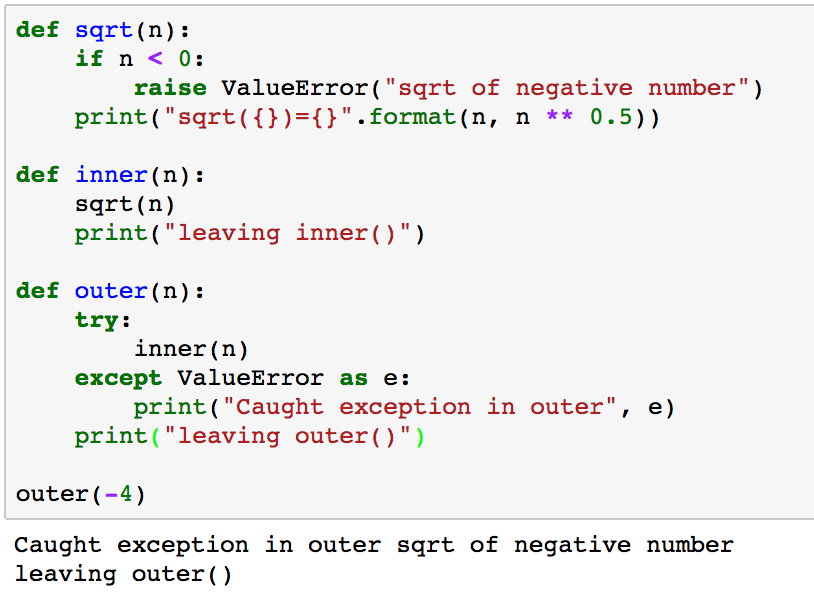 def sqrt(n):
    if n < 0:
        raise ValueError("sqrt of negative number")
    print("sqrt({})={}".format(n, n ** 0.5))

def inner(n):
    sqrt(n)
    print("leaving inner()")

def outer(n):
    try:
        inner(n)
    except ValueError as e:
        print("Caught exception in outer", e)
    print("leaving outer()")

outer(-4)
Caught exception in outer sqrt of negative number
leaving outer()